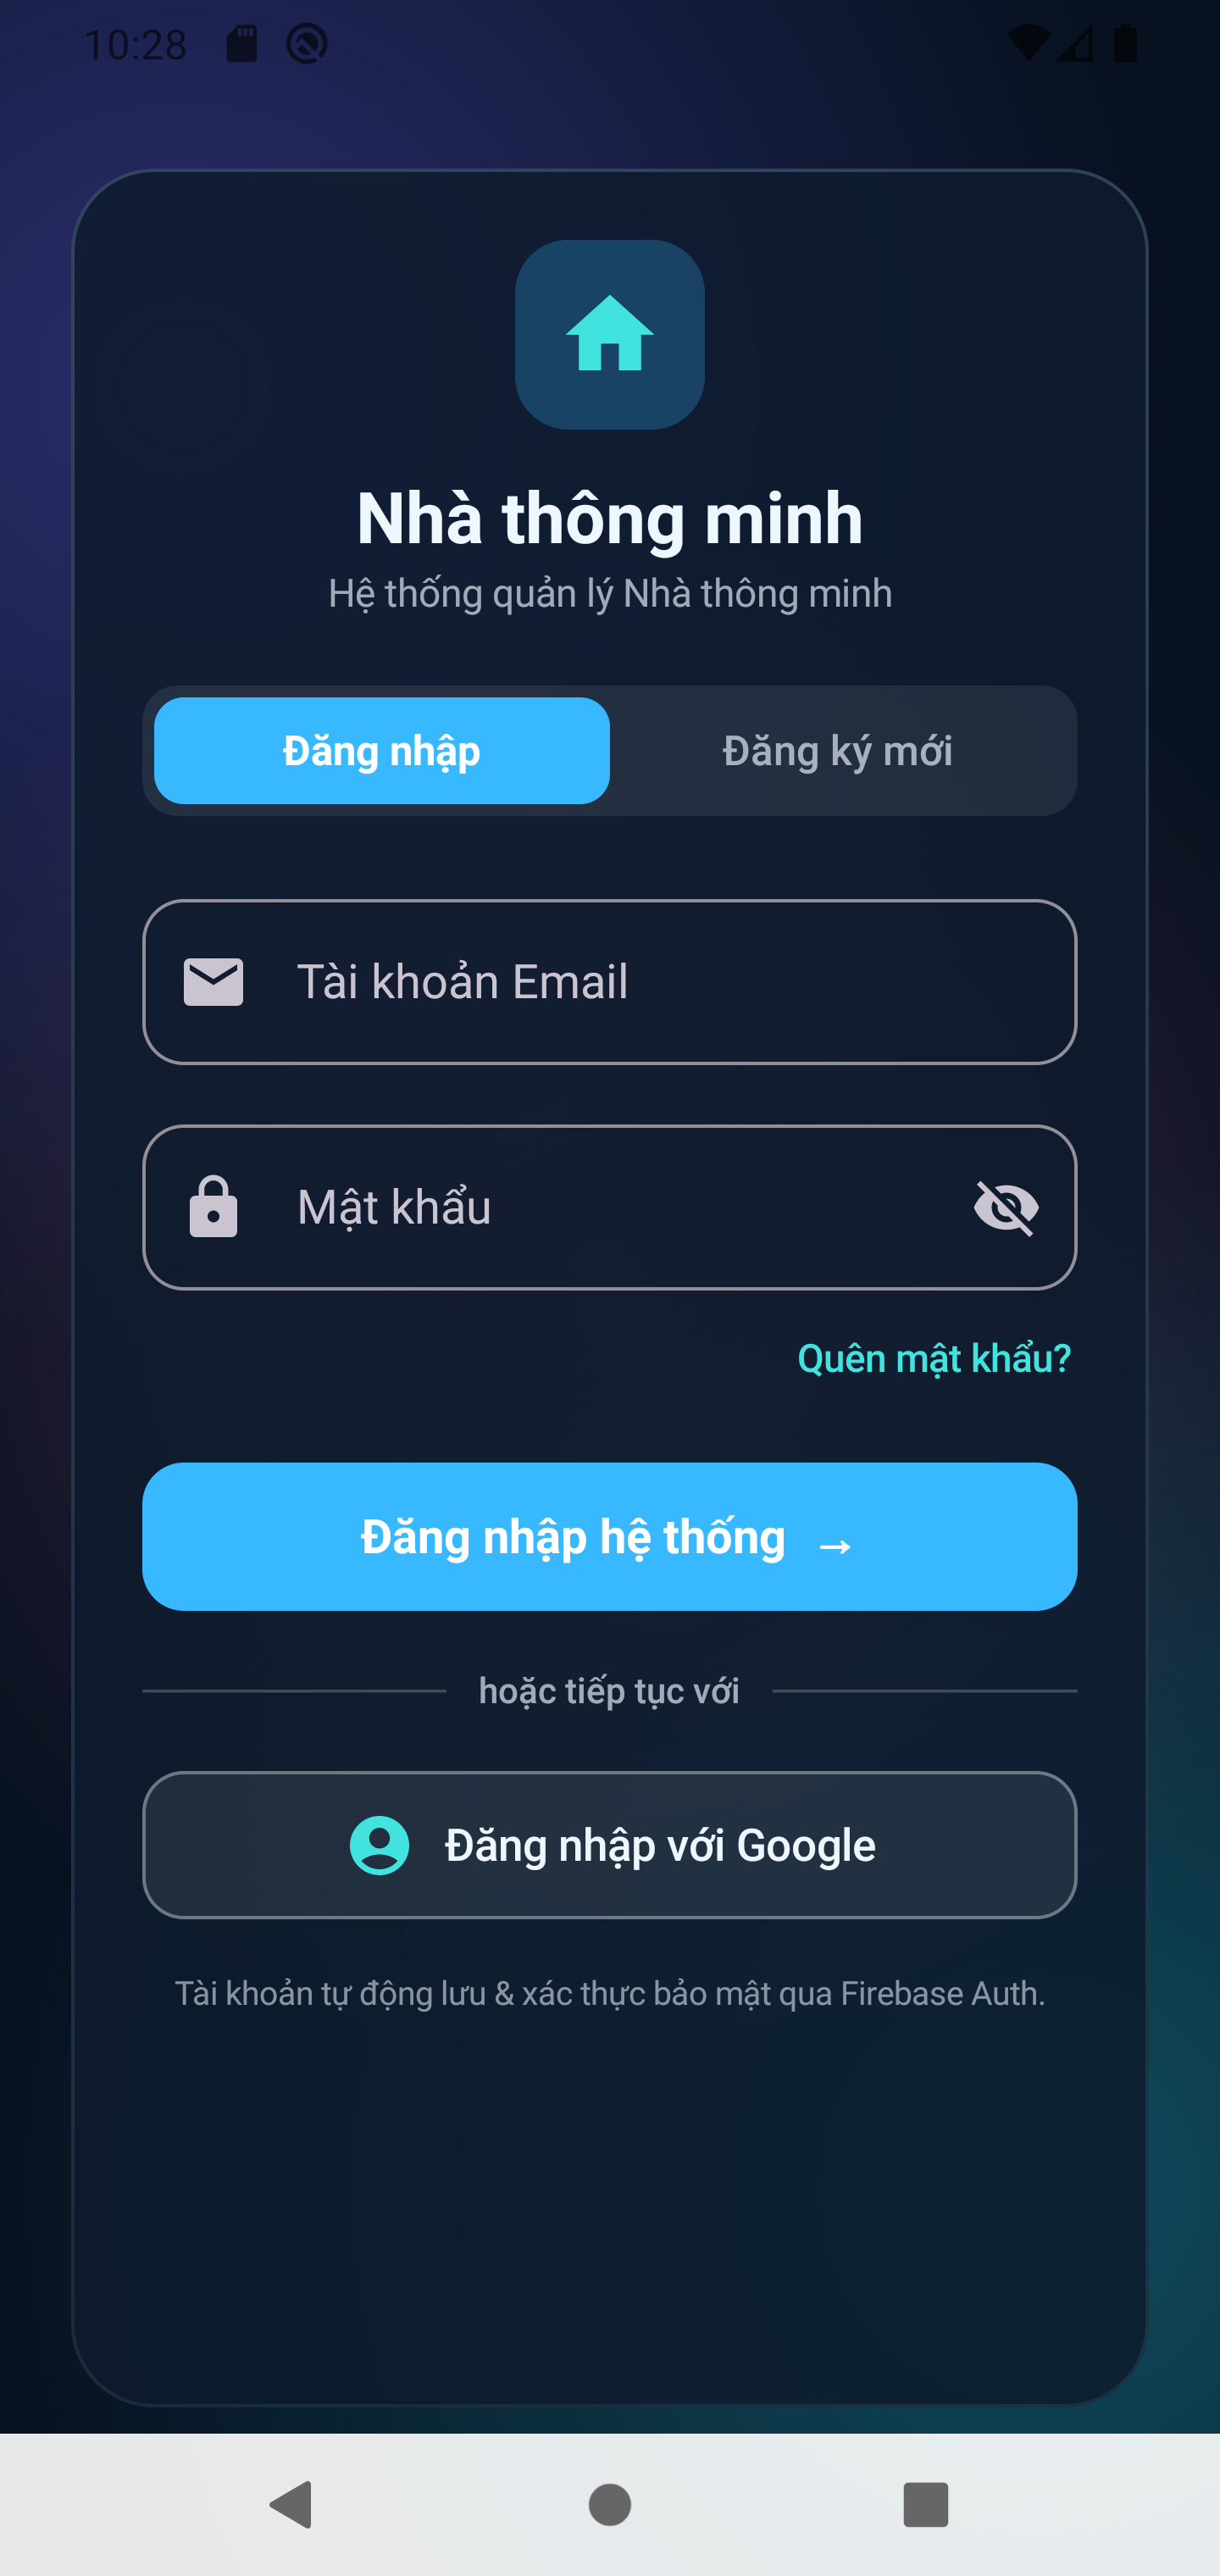 10:28
Nhà thông minh
Hệ thống quản lý Nhà thông minh
Đăng nhập
Đăng ký mới
Tài khoản Email
Mật khẩu
Quên mật khẩu?
Đăng nhập hệ thống →
hoặc tiếp tục với
Đăng nhập với Google
Tài khoản tự động lưu & xác thực bảo mật qua Firebase Auth.